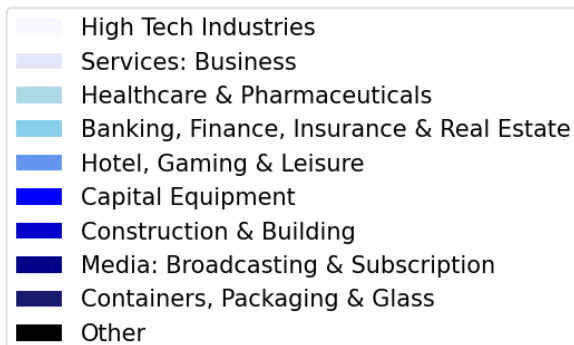 High Tech Industries
Services: Business
Healthcare & Pharmaceuticals
Banking, Finance, Insurance & Real Estate
Hotel, Gaming & Leisure
Capital Equipment
Construction & Building
Media: Broadcasting & Subscription
Containers, Packaging & Glass
Other